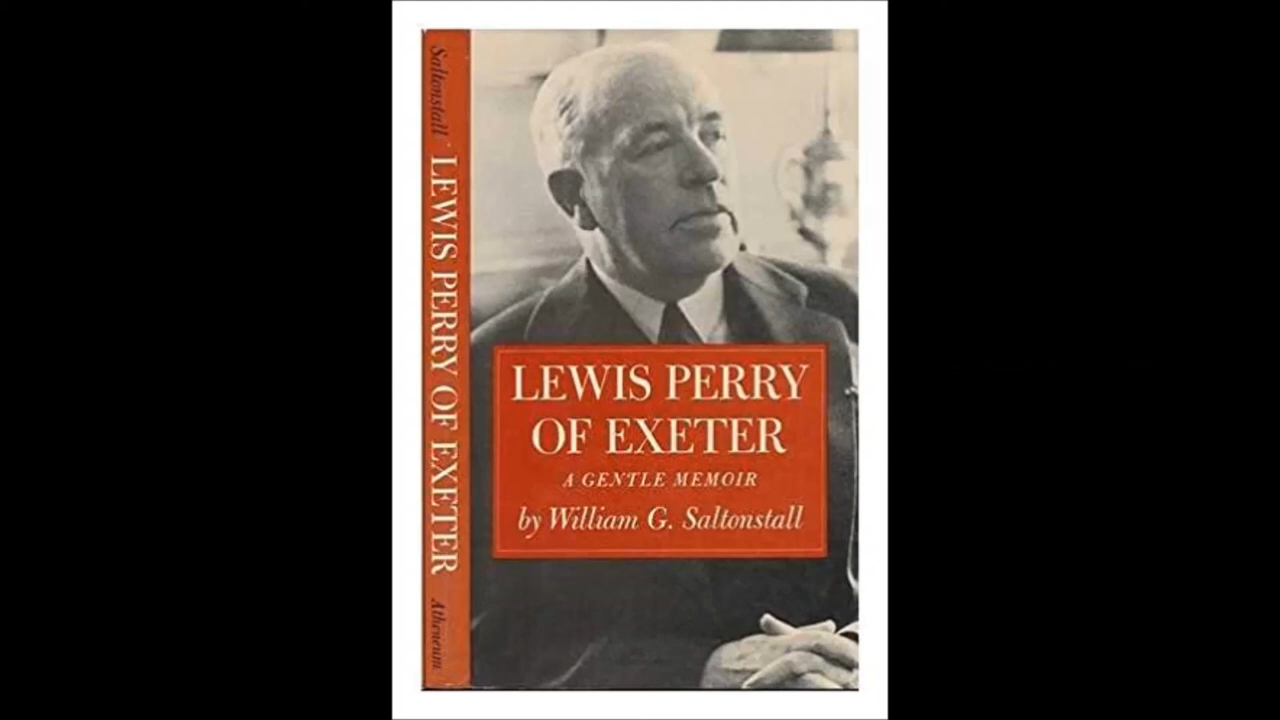 Saltonstall LEWIS PERRY OF EXETER Atheneum
LEWIS PERRY
OF EXETER
A GENTLE MEMOIR
by William G. Saltonstall